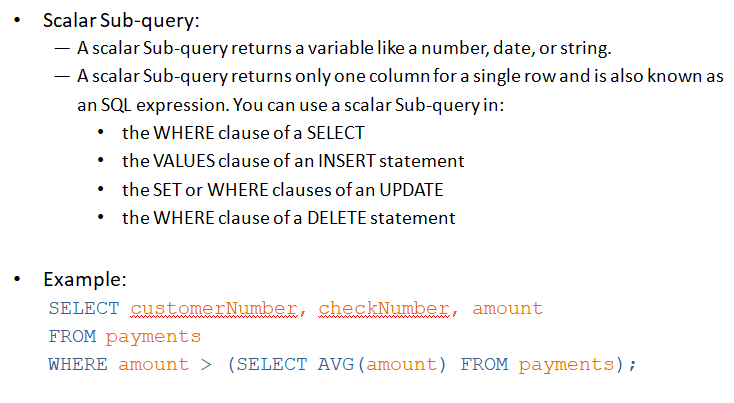 • Scalar Sub-query:
— A scalar Sub-query returns a variable like a number, date, or string.
— A scalar Sub-query returns only one column for a single row and is also known as
an SQL expression. You can use a scalar Sub-query in:
• the WHERE clause of a SELECT
• the VALUES clause of an INSERT statement
• the SET or WHERE clauses of an UPDATE
• the WHERE clause of a DELETE statement
• Example:
SELECT customerNumber, checkNumber, amount
FROM payments
WHERE amount > (SELECT AVG(amount) FROM payments);